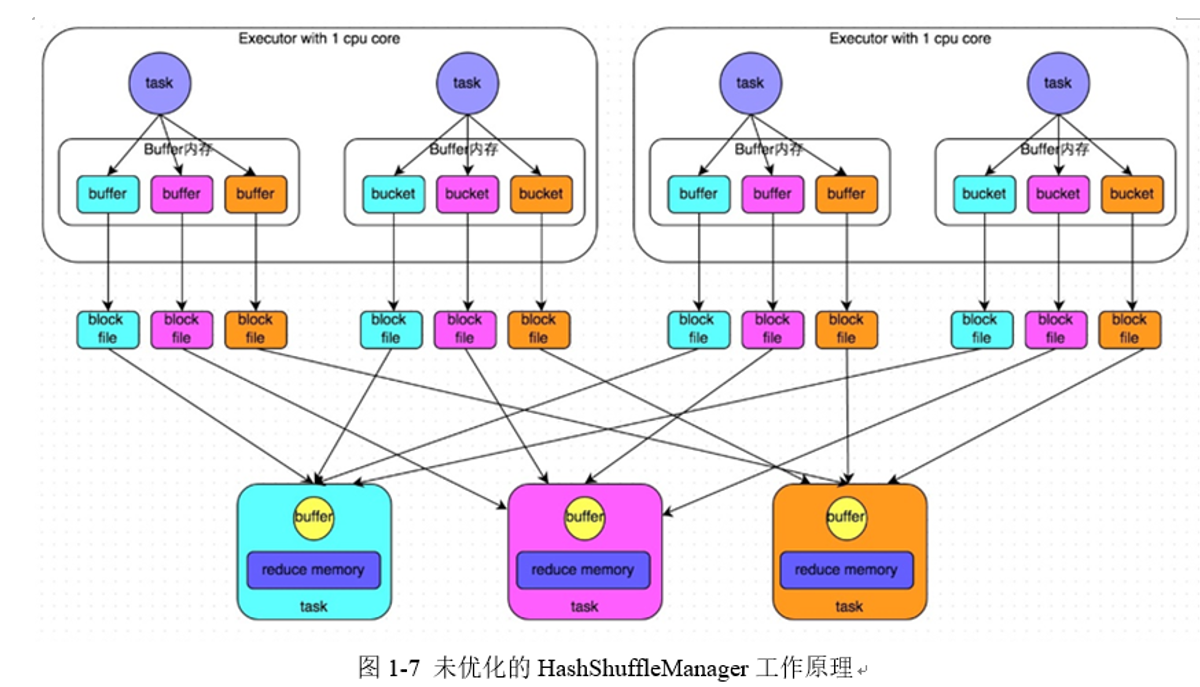 Executor with 1 cpu core
Executor with 1 cpu core
task
task
task
task
Buffer内存
Buffer内存
Buffer内存
Buffer内存
buffer
buffer
buffer
bucket
bucket
bucket
buffer
buffer
buffer
bucket
bucket
bucket
block
file
block
file
block
file
block
file
block
file
block
file
block
file
block
file
block
file
block
file
block
file
block
file
buffer
reduce memory
task
buffer
reduce memory
task
buffer
reduce memory
task
图 1-7 未优化的 HashShuffleManager 工作原理